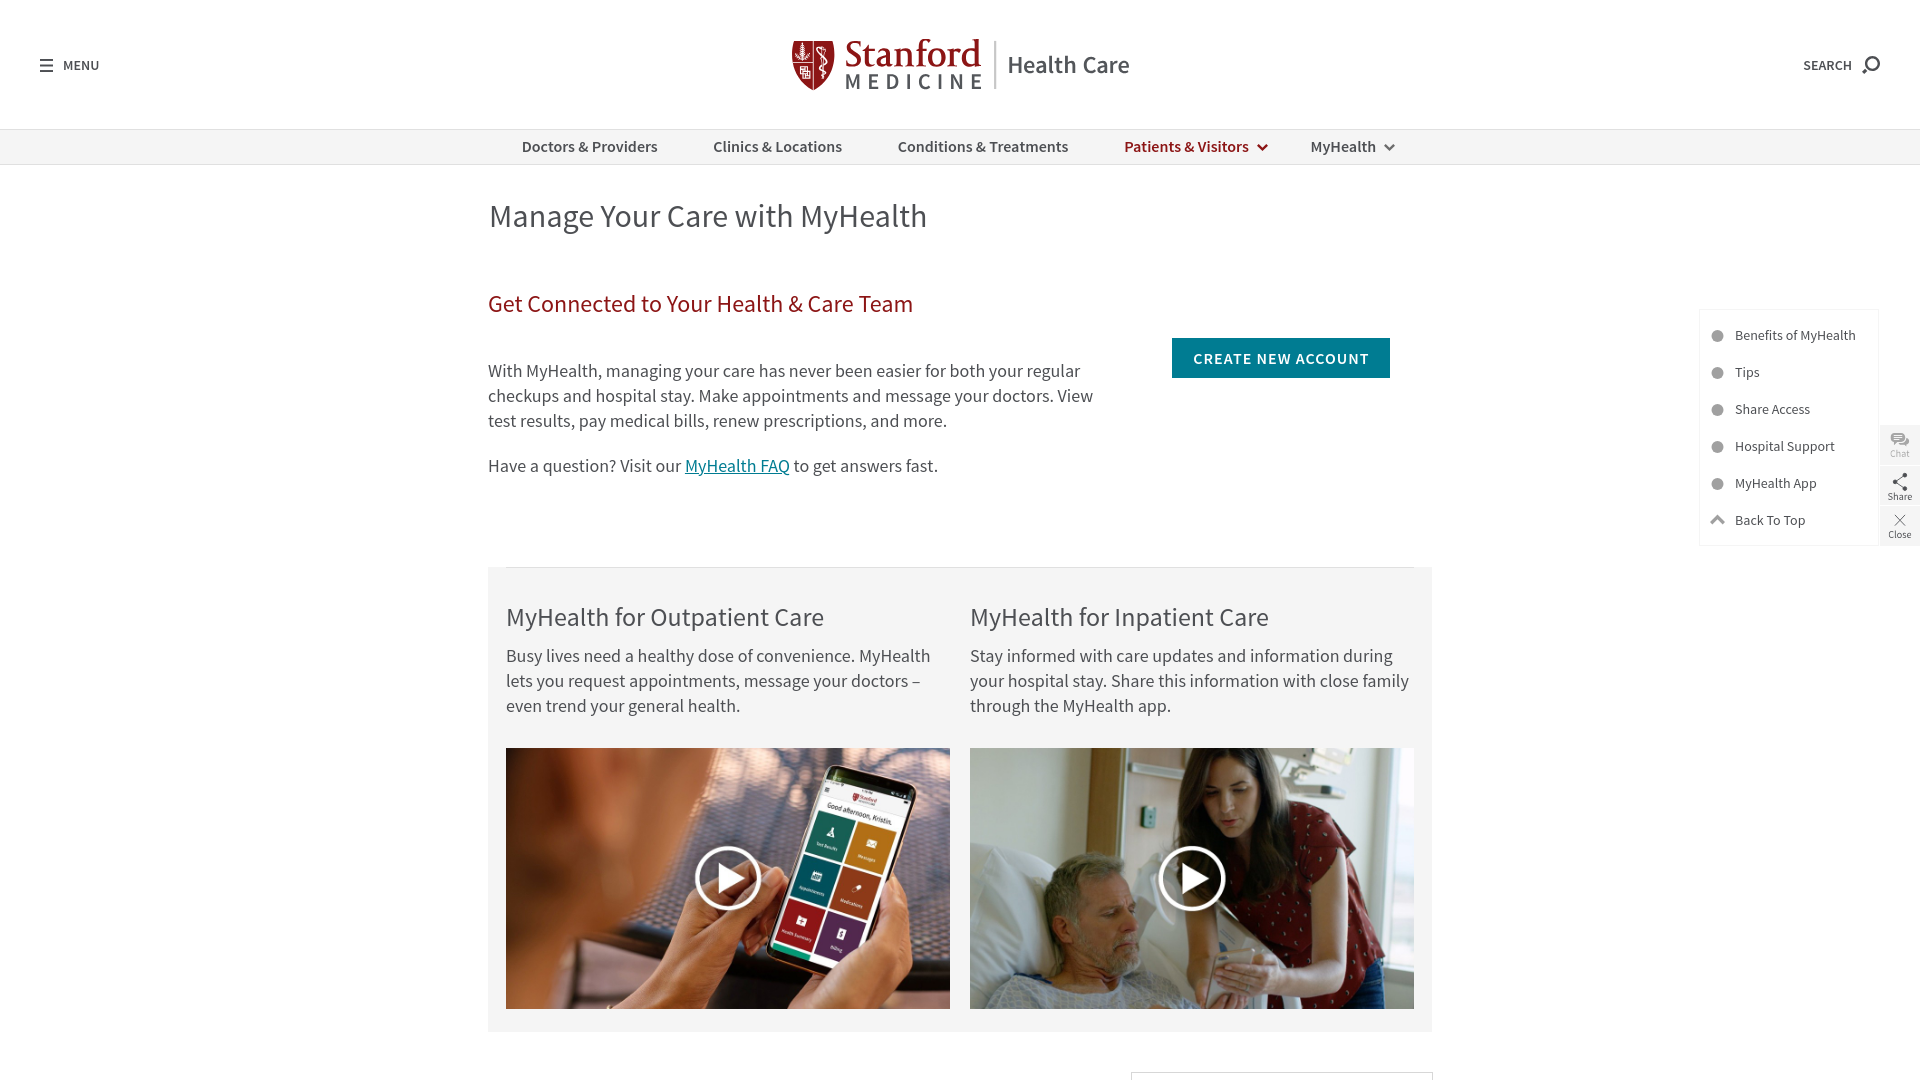 MENU
Stanford
MEDICINE
Health Care
SEARCH
Doctors & Providers
Clinics & Locations
Conditions & Treatments
Patients & Visitors
MyHealth
Manage Your Care with MyHealth
Get Connected to Your Health & Care Team
With MyHealth, managing your care has never been easier for both your regular
checkups and hospital stay. Make appointments and message your doctors. View
test results, pay medical bills, renew prescriptions, and more.
Have a question? Visit our MyHealth FAQ to get answers fast.
CREATE NEW ACCOUNT
Benefits of MyHealth
Tips
Share Access
Hospital Support
MyHealth App
Back To Top
Chat
Share
Close
MyHealth for Outpatient Care
Busy lives need a healthy dose of convenience. MyHealth
lets you request appointments, message your doctors –
even trend your general health.
MyHealth for Inpatient Care
Stay informed with care updates and information during
your hospital stay. Share this information with close family
through the MyHealth app.
Stanford
Good afternoon, Kristin.
Test Results
Messages
Appointments
Medications
Health Summary
Billing